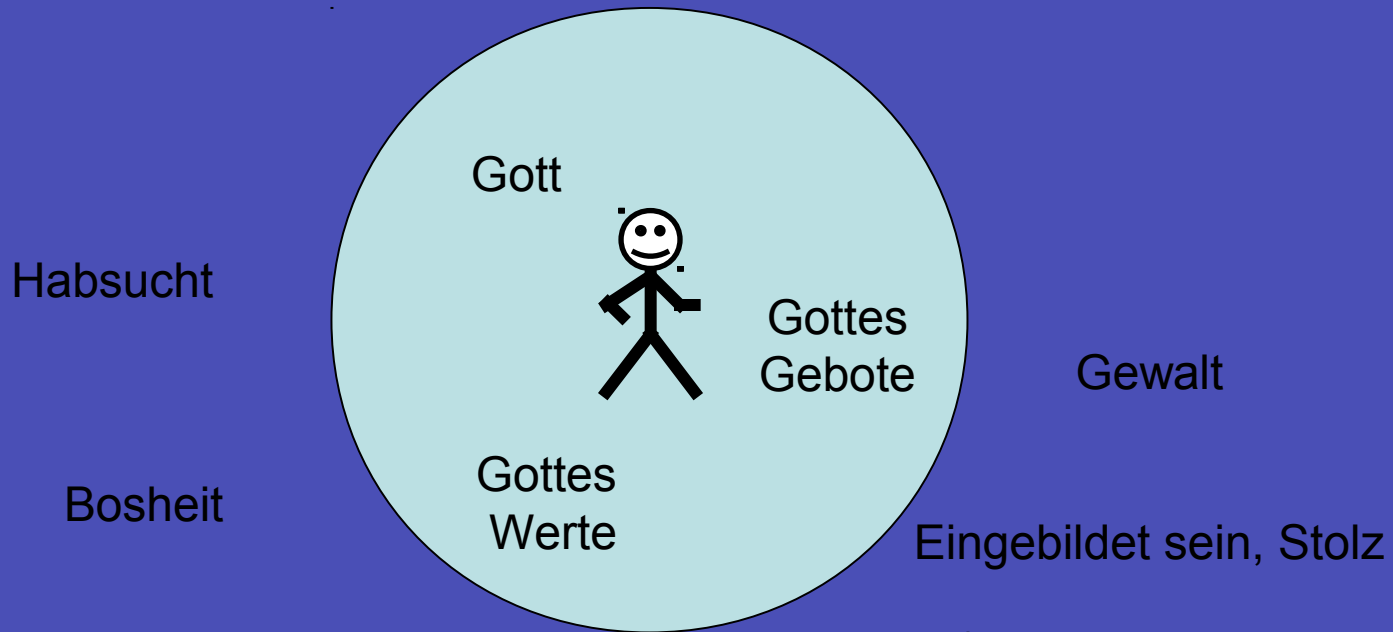 Gott
Habsucht
Gottes
Gebote
Gewalt
Gottes
Werte
Bosheit
Eingebildet sein, Stolz